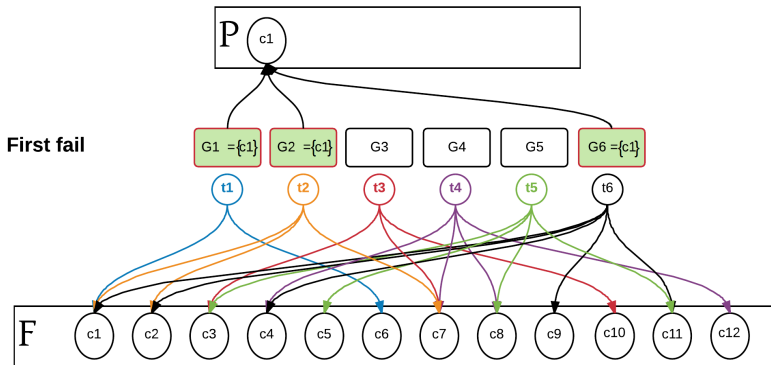 P c1
First fail G1 ={c1} G2 ={c1} G3 G4 G5 G6 ={c1}
t1 t2 t3 t4 t5 t6
F c1 c2 c3 c4 c5 c6 c7 c8 c9 c10 c11 c12